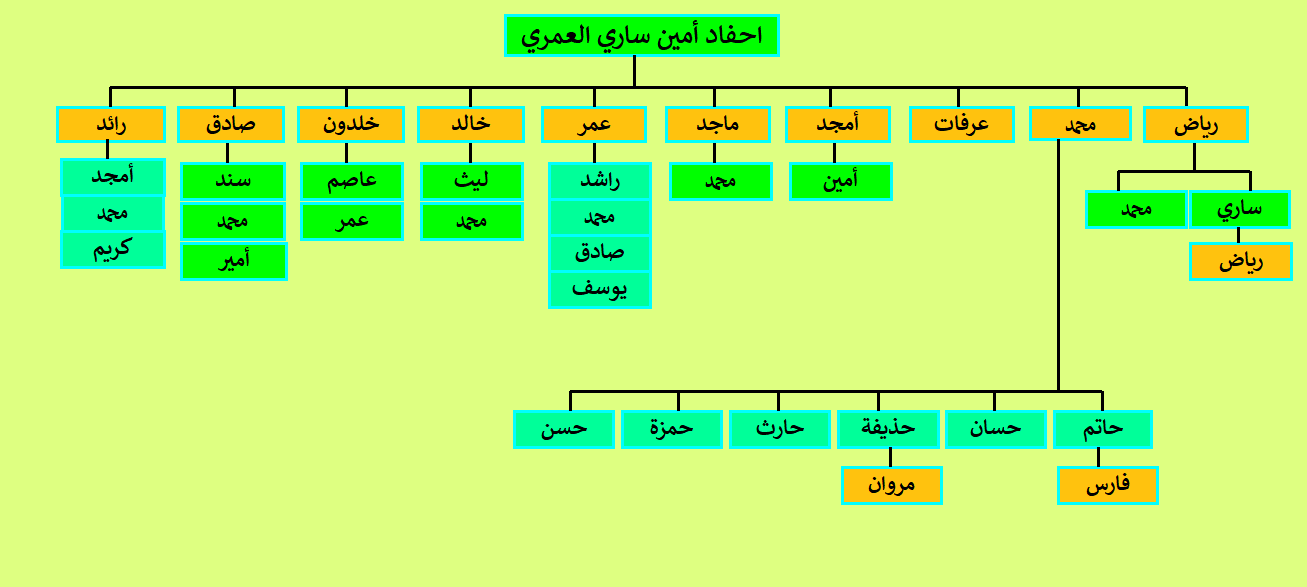 احفاد أمين ساري العمري
رياض
محمد
عرفات
أمجد
ماجد
عمر
خالد
خلدون
صادق
رائد
ساري
محمد
رياض
أمين
محمد
راشد
محمد
صادق
يوسف
ليث
محمد
عاصم
عمر
سند
محمد
أمير
أمجد
محمد
كريم
حاتم
حسان
حذيفة
حارث
حمزة
حسن
فارس
مروان